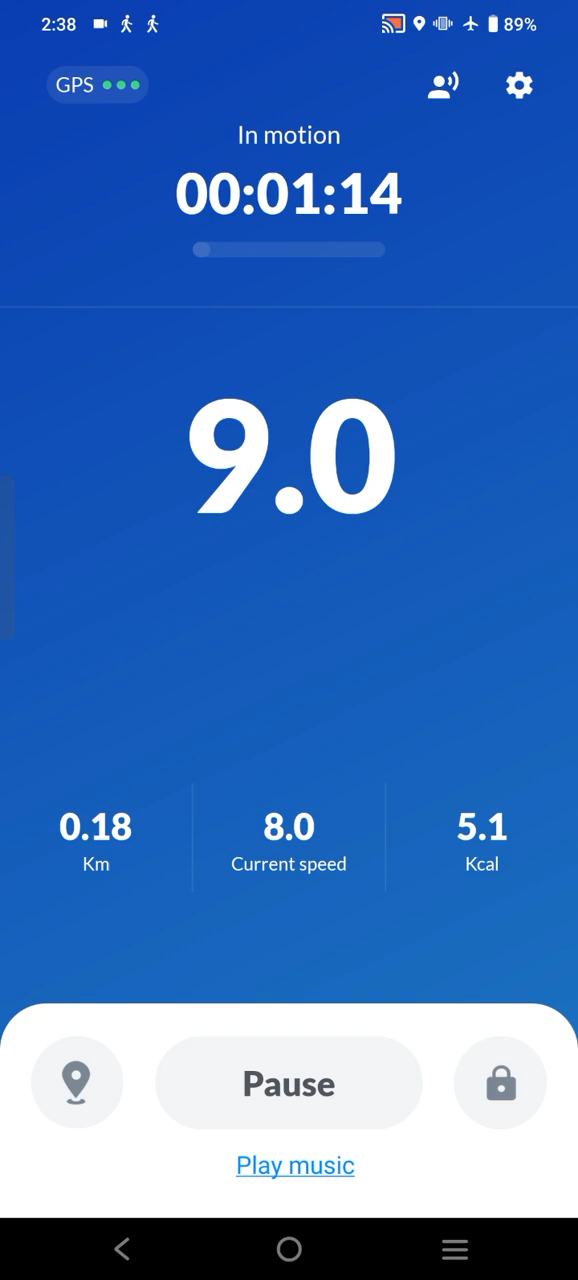 2:38 89%
GPS
In motion
00:01:14
9.0
0.18 8.0 5.1
Km Current speed Kcal
Pause
Play music